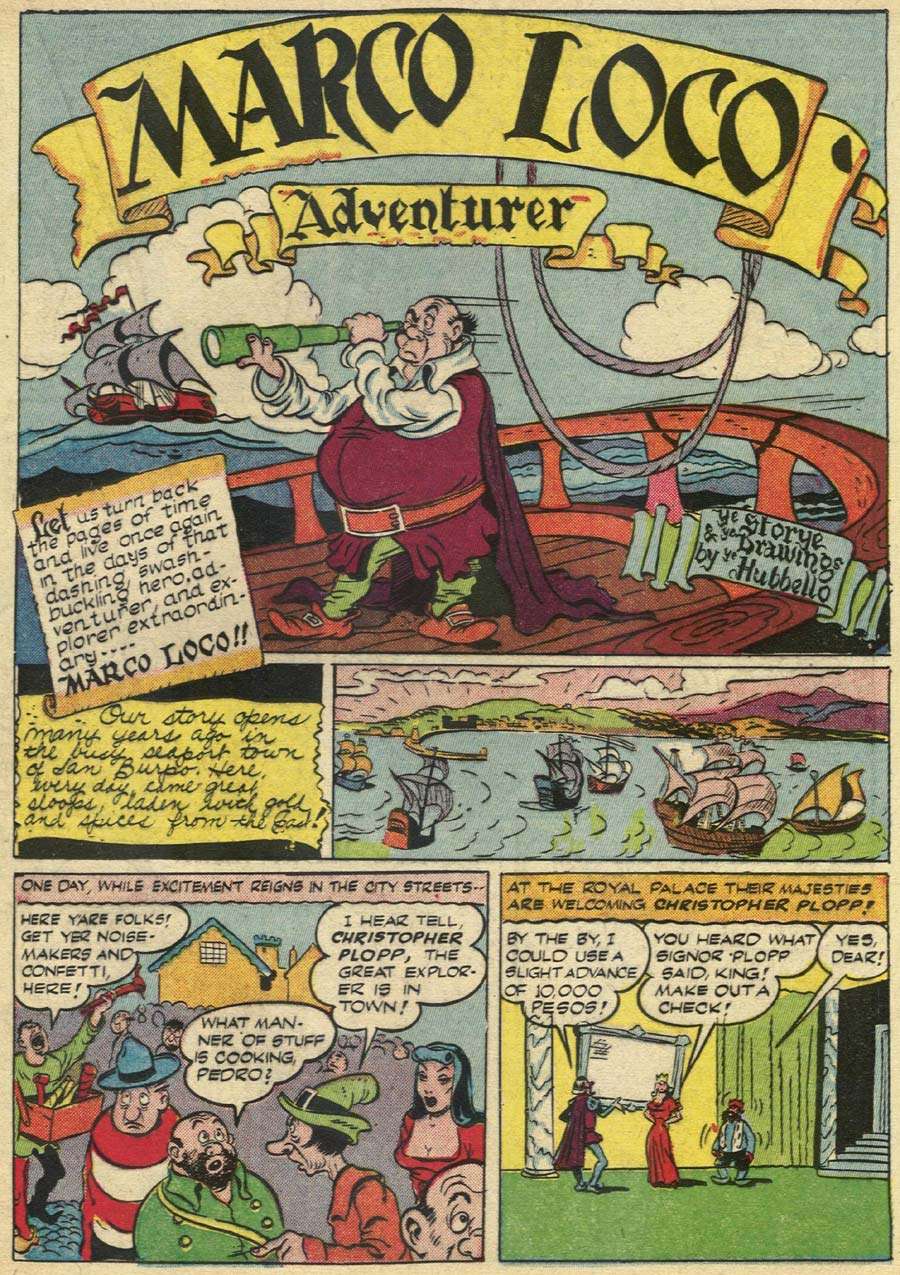 MARCO LOCO
Adventurer
Let us turn back
the pages of time
and live once again
in the days of that
dashing, swash-
buckling hero, ad-
venturer, and ex-
plorer extraordin-
ary----
MARCO LOCO!!
Ye Storye
& Ye Drawings
by Ye Hubbello
Our story opens
many years ago in
the busy seaport town
of San Burpo. Here,
every day, came great
sloops, laden with gold
and spices from the East!
ONE DAY, WHILE EXCITEMENT REIGNS IN THE CITY STREETS--
HERE Y'ARE FOLKS!
GET YER NOISE-
MAKERS AND
CONFETTI,
HERE!
WHAT MAN-
NER OF STUFF
IS COOKING,
PEDRO?
I HEAR TELL,
CHRISTOPHER
PLOPP, THE
GREAT EXPLOR-
ER IS IN
TOWN!
AT THE ROYAL PALACE THEIR MAJESTIES
ARE WELCOMING CHRISTOPHER PLOPP!
BY THE BY, I
COULD USE A
SLIGHT ADVANCE
OF 10,000
PESOS!
YOU HEARD WHAT
SIGNOR PLOPP
SAID, KING!
MAKE OUT A
CHECK!
YES,
DEAR!